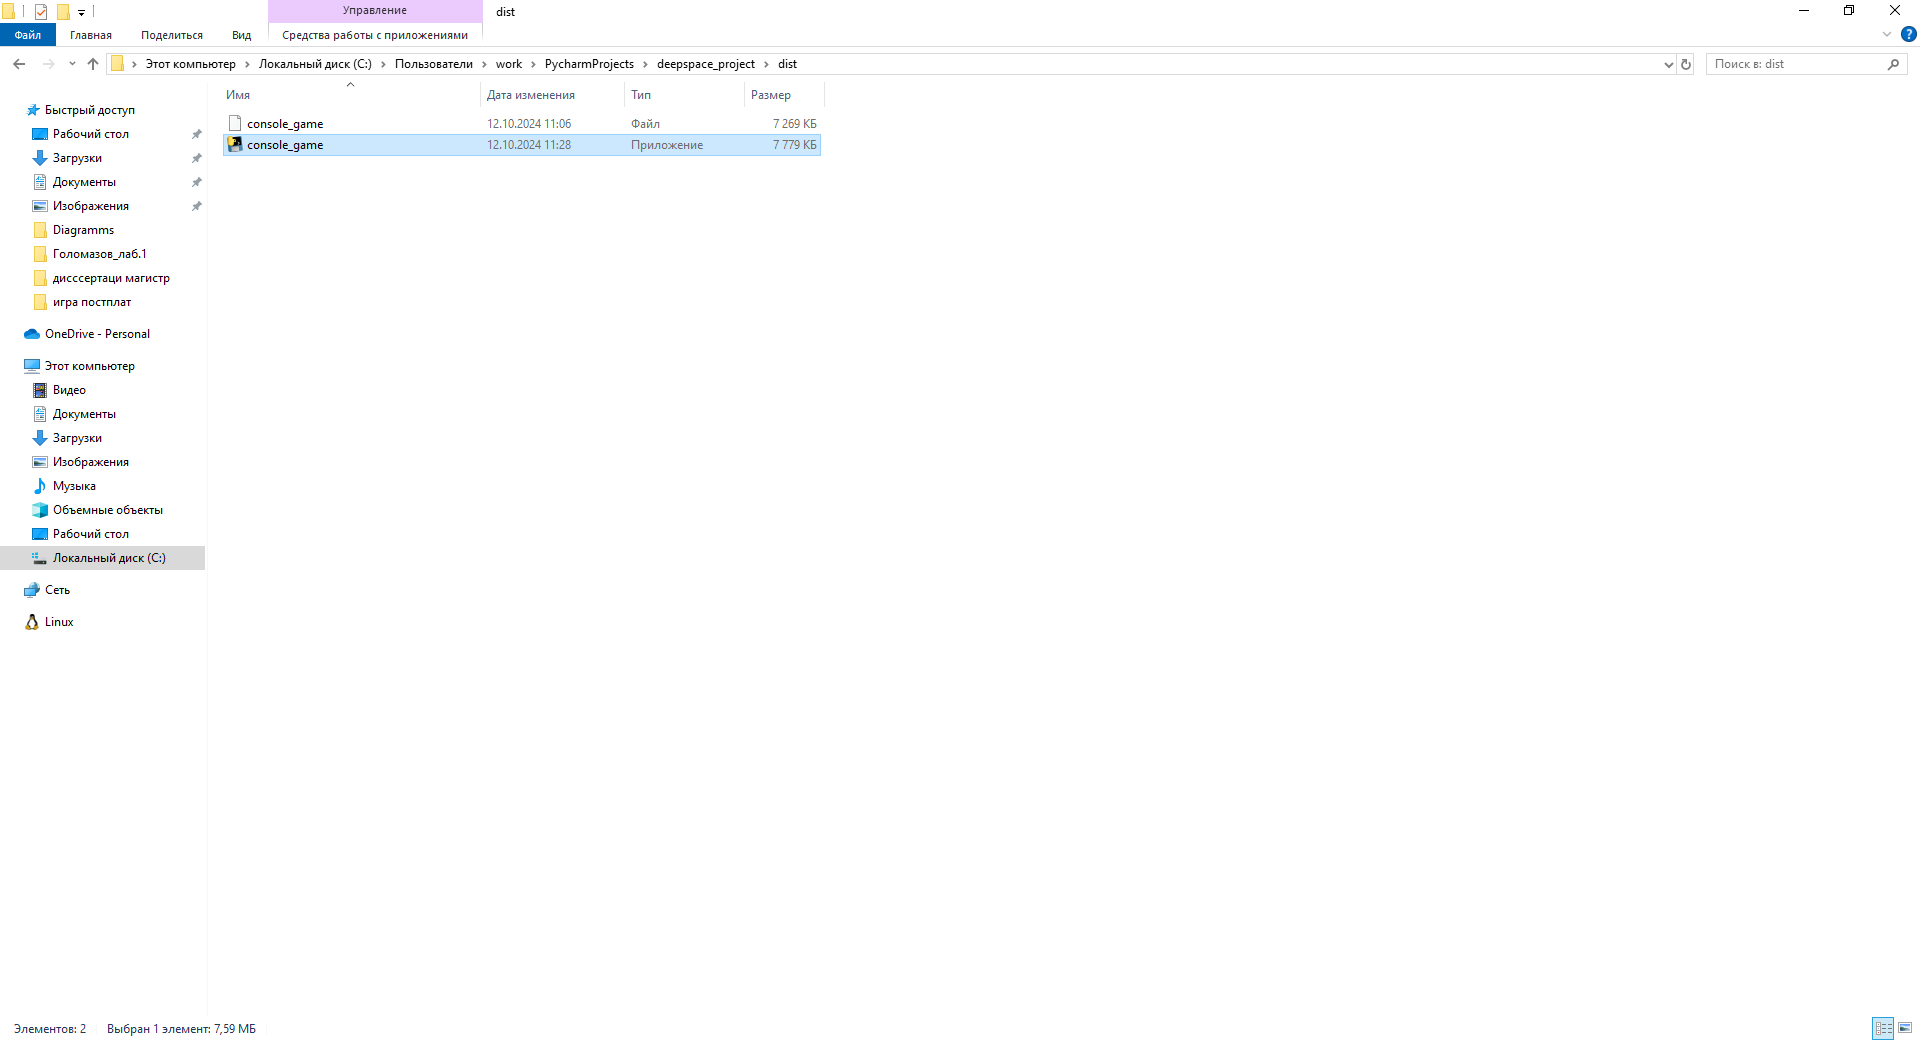 Управление
dist
Файл
Главная
Поделиться
Вид
Средства работы с приложениями
Этот компьютер
Локальный диск (C:)
Пользователи
work
PycharmProjects
deepspace_project
dist
Поиск в: dist
Имя
Дата изменения
Тип
Размер
console_game 12.10.2024 11:06 Файл 7 269 КБ
console_game 12.10.2024 11:28 Приложение 7 779 КБ
Быстрый доступ
Рабочий стол
Загрузки
Документы
Изображения
Diagramms
Голомазов_лаб.1
дисссертаци магистр
игра постплат
OneDrive - Personal
Этот компьютер
Видео
Документы
Загрузки
Изображения
Музыка
Объемные объекты
Рабочий стол
Локальный диск (C:)
Сеть
Linux
Элементов: 2
Выбран 1 элемент: 7,59 МБ